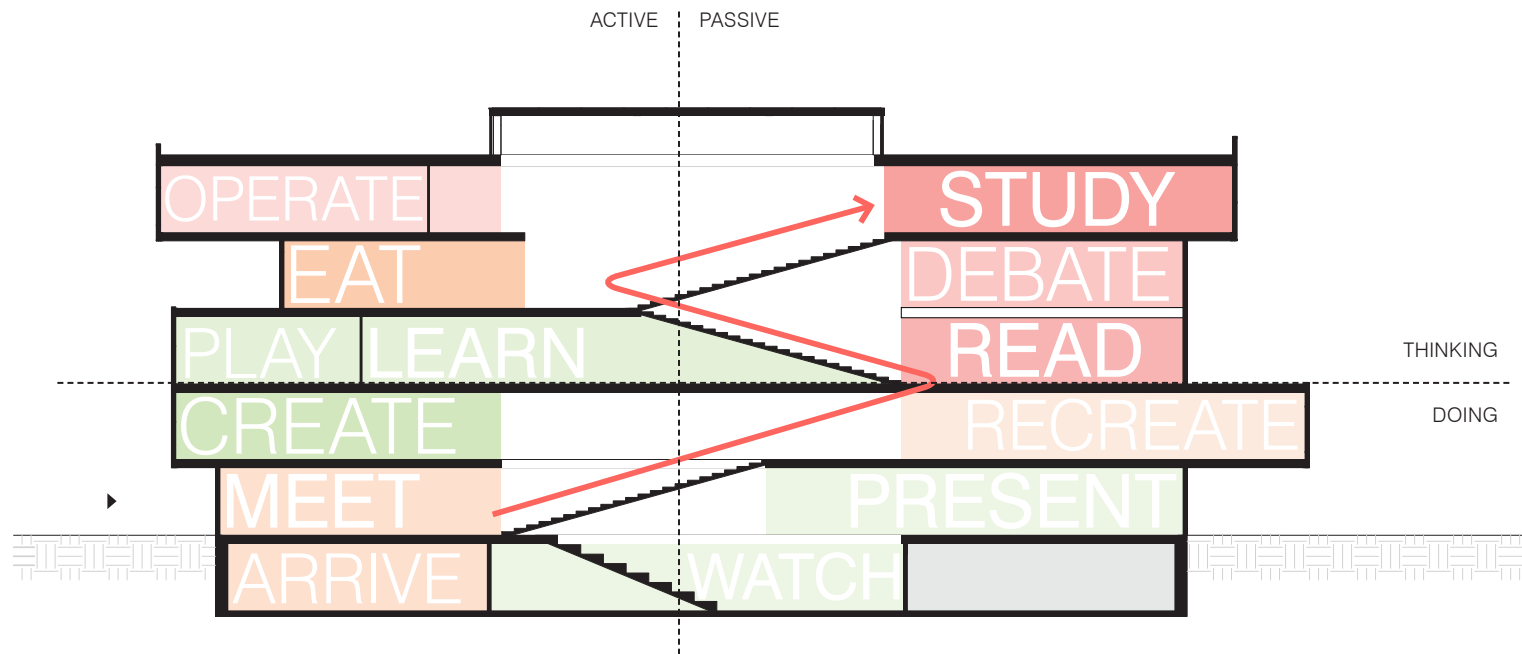 ACTIVE PASSIVE
OPERATE STUDY
EAT DEBATE
PLAY LEARN READ
THINKING
CREATE RECREATE
DOING
MEET PRESENT
ARRIVE WATCH